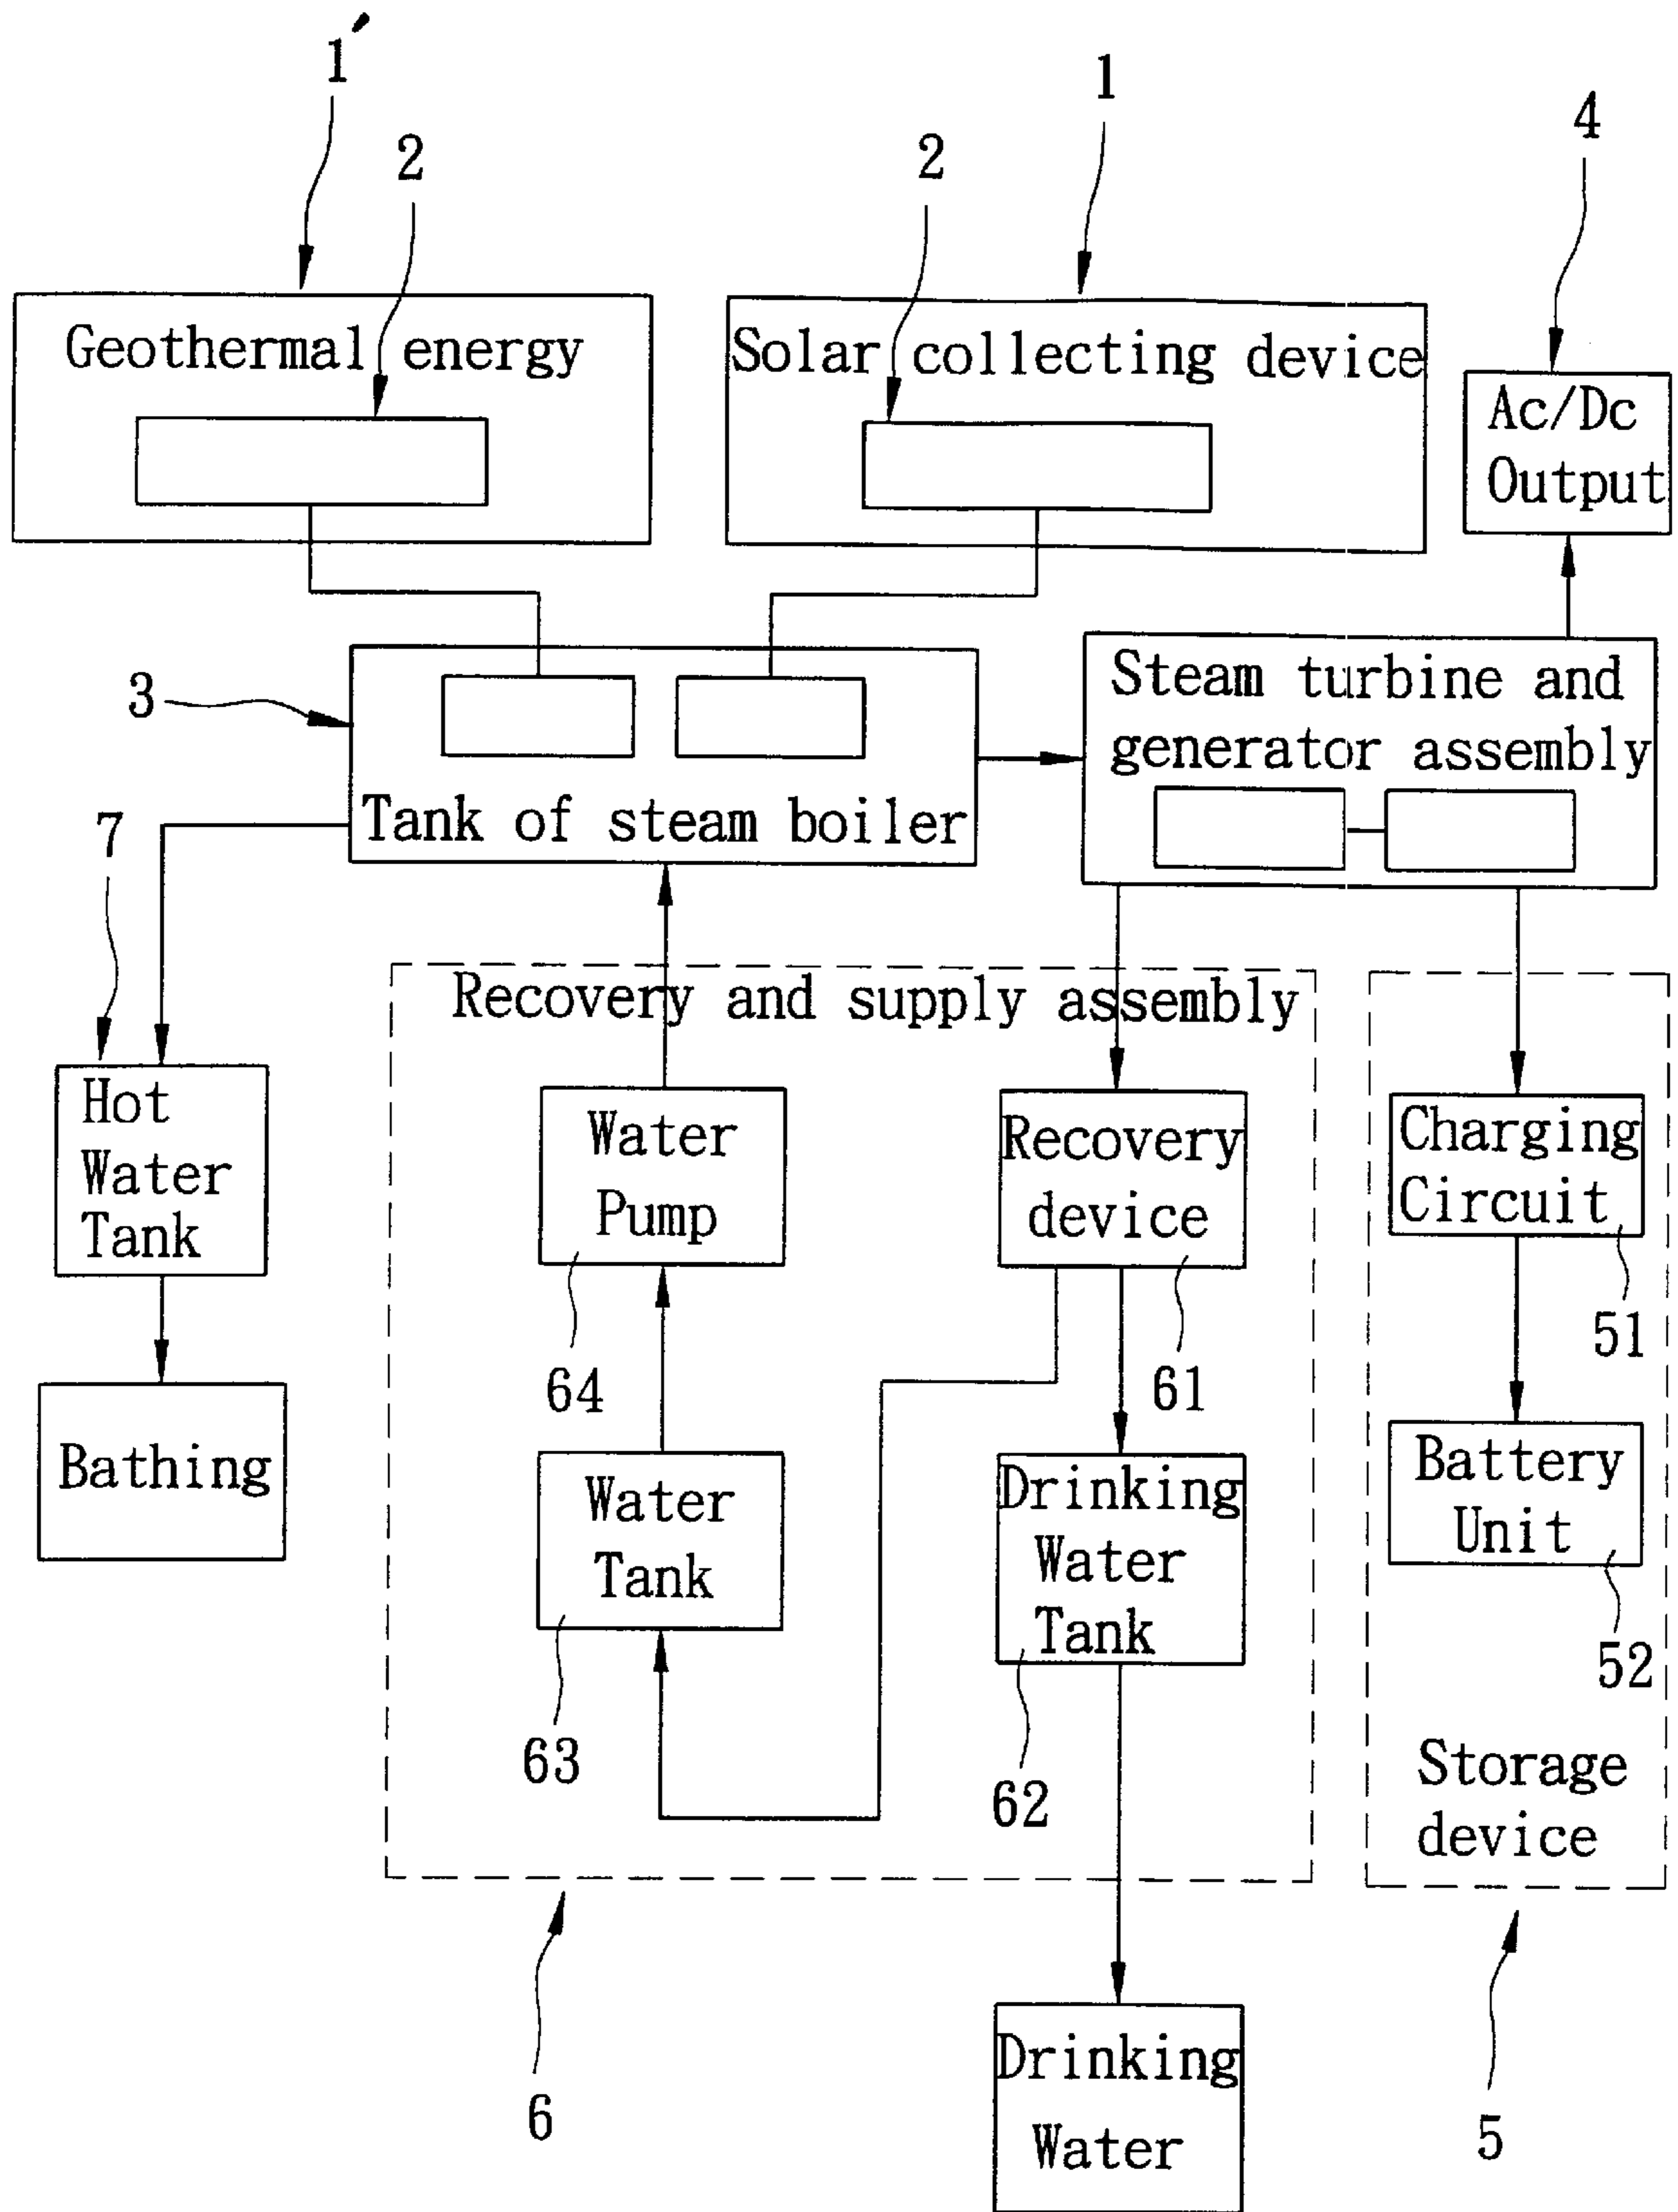 1′
1
2
2
4
Geothermal energy
Solar collecting device
Ac/Dc
Output
3
Tank of steam boiler
Steam turbine and
generator assembly
7
Recovery and supply assembly
Hot
Water
Tank
Water
Pump
Recovery
device
Charging
Circuit
64
61
51
Bathing
Water
Tank
Drinking
Water
Tank
Battery
Unit
63
62
52
Storage
device
6
Drinking
Water
5